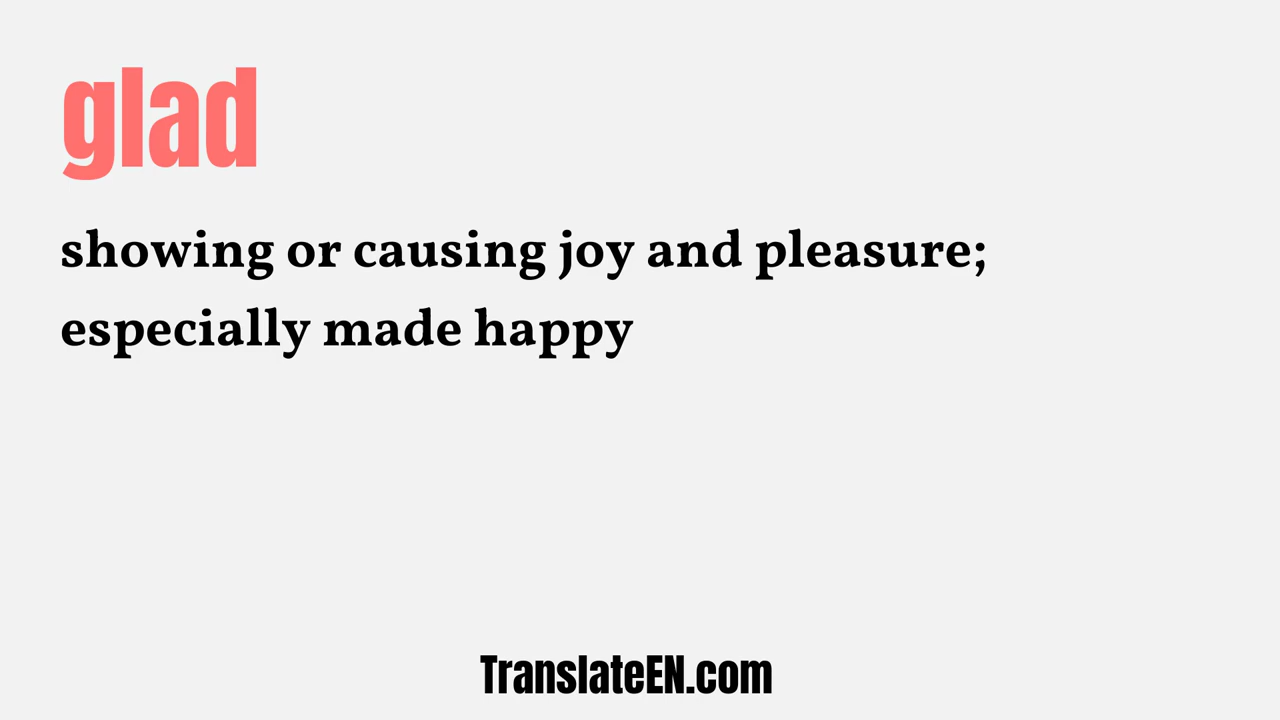 glad
showing or causing joy and pleasure;
especially made happy
TranslateEN.com